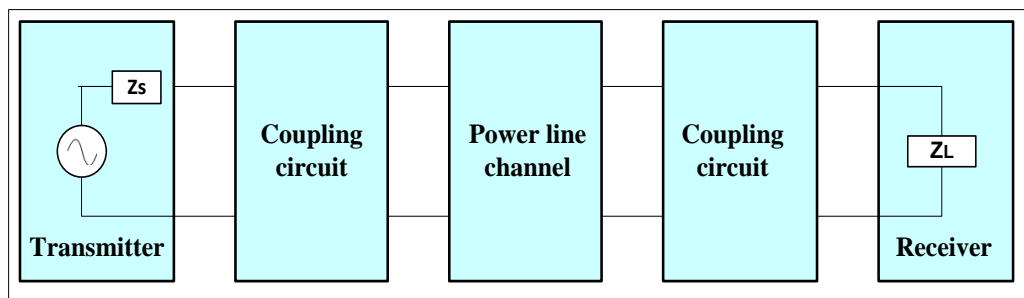 Zs
Coupling
circuit
Power line
channel
Coupling
circuit
ZL
Transmitter
Receiver